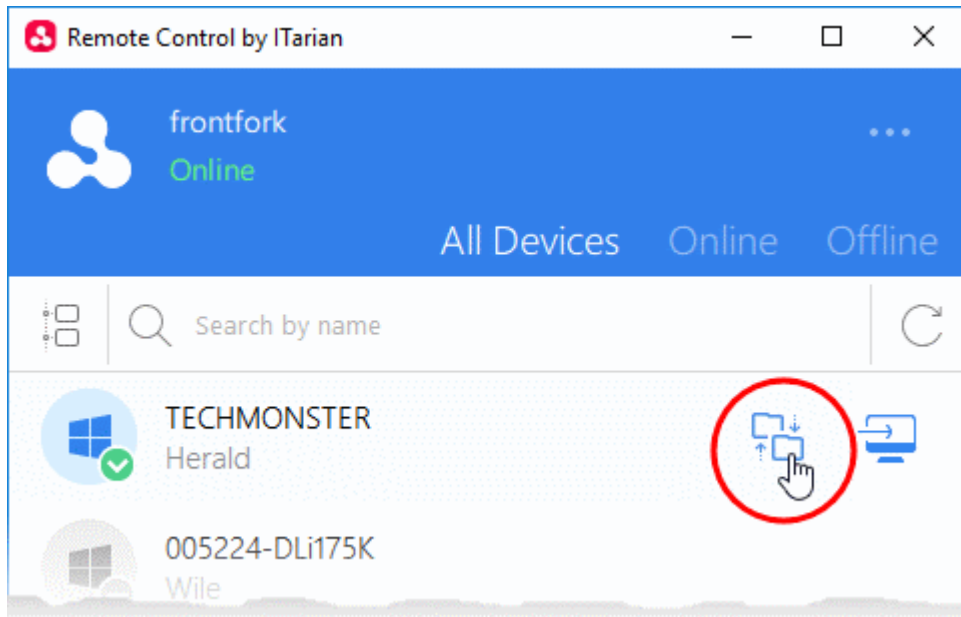 Remote Control by ITarian
frontfork
Online
All Devices Online Offline
Search by name
TECHMONSTER
Herald
005224-DLi175K
Wile